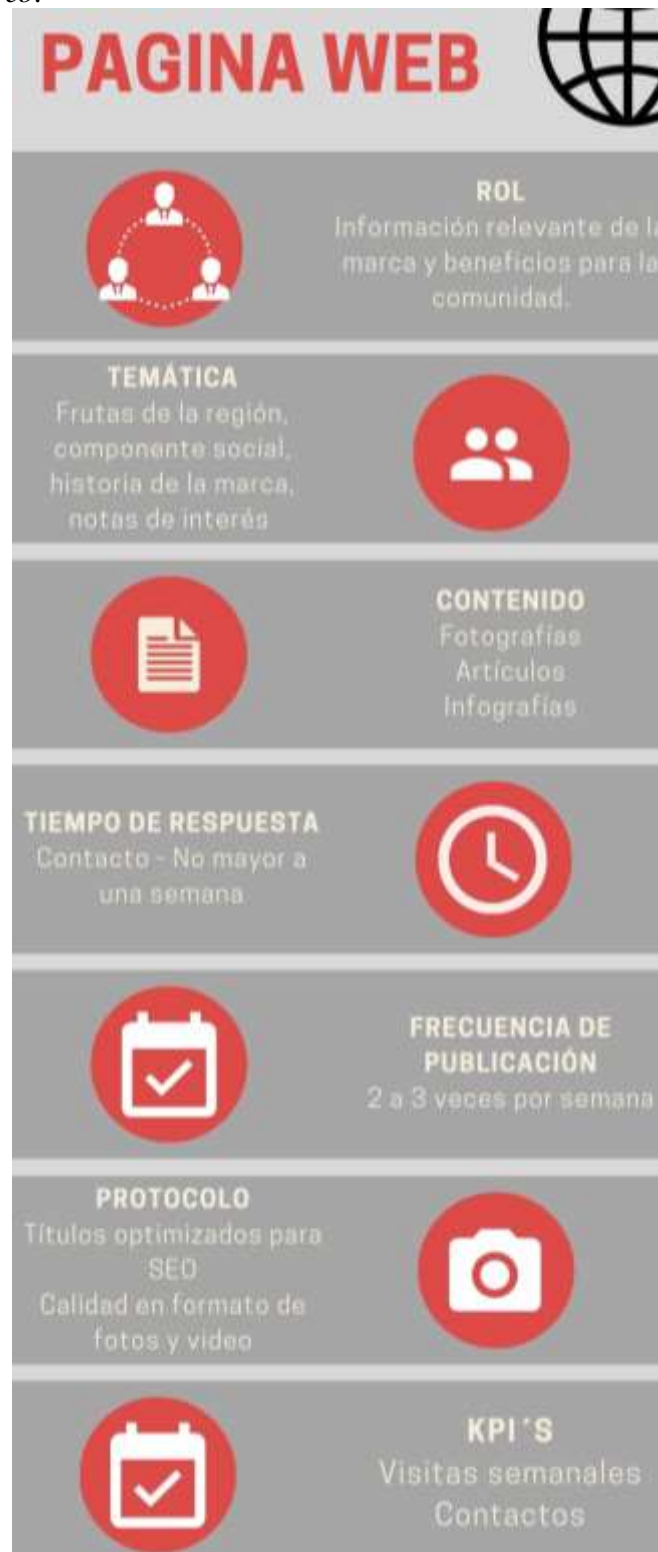 PAGINA WEB
ROL
Información relevante de la
marca y beneficios para la
comunidad.
TEMÁTICA
Frutas de la región,
componente social,
historia de la marca,
notas de interés
CONTENIDO
Fotografías
Artículos
Infografías
TIEMPO DE RESPUESTA
Contacto - No mayor a
una semana
FRECUENCIA DE
PUBLICACIÓN
2 a 3 veces por semana
PROTOCOLO
Títulos optimizados para
SEO
Calidad en formato de
fotos y video
KPI´S
Visitas semanales
Contactos